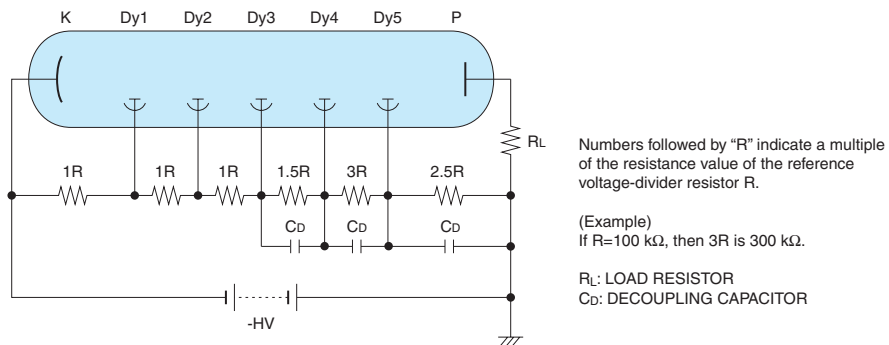 K Dy1 Dy2 Dy3 Dy4 Dy5 P
RL
1R 1R 1R 1.5R 3R 2.5R
CD CD CD
-HV
Numbers followed by “R” indicate a multiple
of the resistance value of the reference
voltage-divider resistor R.
(Example)
If R=100 kΩ, then 3R is 300 kΩ.
RL: LOAD RESISTOR
CD: DECOUPLING CAPACITOR